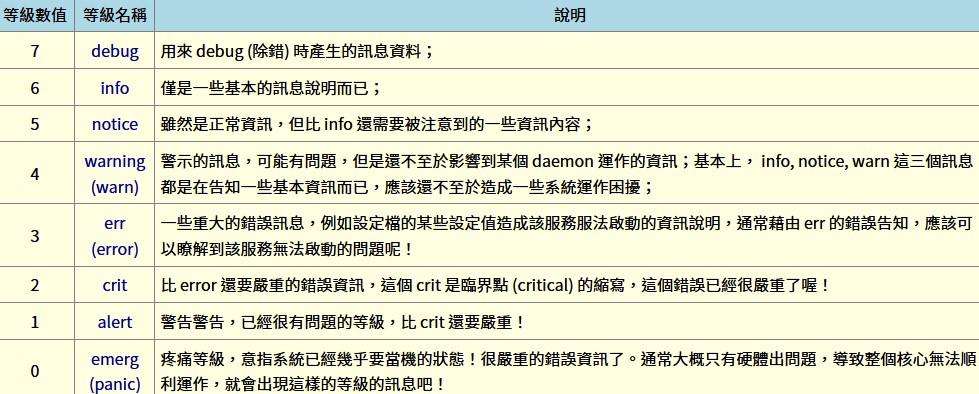 等級數值 等級名稱 說明
7 debug 用來 debug (除錯) 時產生的訊息資料；
6 info 僅是一些基本的訊息說明而已；
5 notice 雖然是正常資訊，但比 info 還需要被注意到的一些資訊內容；
4 warning (warn) 警示的訊息，可能有問題，但是還不至於影響到某個 daemon 運作的資訊；基本上， info, notice, warn 這三個訊息
都是在告知一些基本資訊而已，應該還不至於造成一些系統運作困擾；
3 err (error) 一些重大的錯誤訊息，例如設定檔的某些設定值造成該服務服法啟動的資訊說明，通常藉由 err 的錯誤告知，應該可
以瞭解到該服務無法啟動的問題呢！
2 crit 比 error 還要嚴重的錯誤資訊，這個 crit 是臨界點 (critical) 的縮寫，這個錯誤已經很嚴重了喔！
1 alert 警告警告，已經很有問題的等級，比 crit 還要嚴重！
0 emerg (panic) 疼痛等級，意指系統已經幾乎要當機的狀態！很嚴重的錯誤資訊了。通常大概只有硬體出問題，導致整個核心無法順
利運作，就會出現這樣的等級的訊息吧！